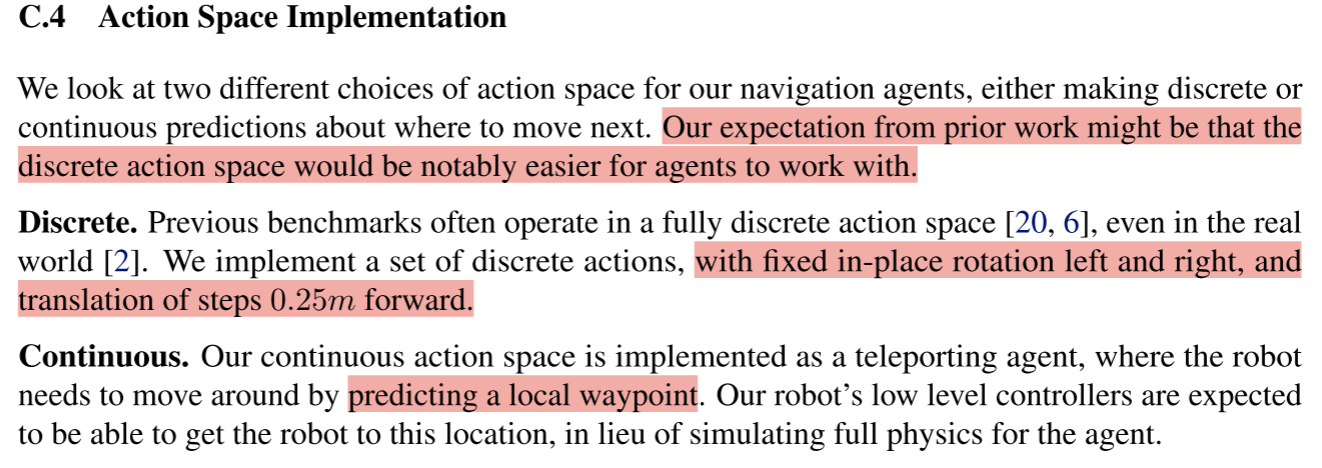 C.4 Action Space Implementation
We look at two different choices of action space for our navigation agents, either making discrete or
continuous predictions about where to move next. Our expectation from prior work might be that the
discrete action space would be notably easier for agents to work with.
Discrete. Previous benchmarks often operate in a fully discrete action space [20, 6], even in the real
world [2]. We implement a set of discrete actions, with fixed in-place rotation left and right, and
translation of steps 0.25m forward.
Continuous. Our continuous action space is implemented as a teleporting agent, where the robot
needs to move around by predicting a local waypoint. Our robot's low level controllers are expected
to be able to get the robot to this location, in lieu of simulating full physics for the agent.